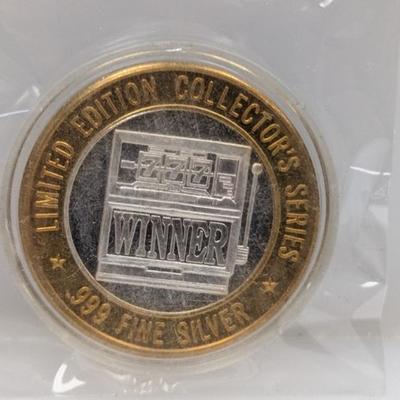 LIMITED EDITION COLLECTOR'S SERIES
777
WINNER
.999 FINE SILVER